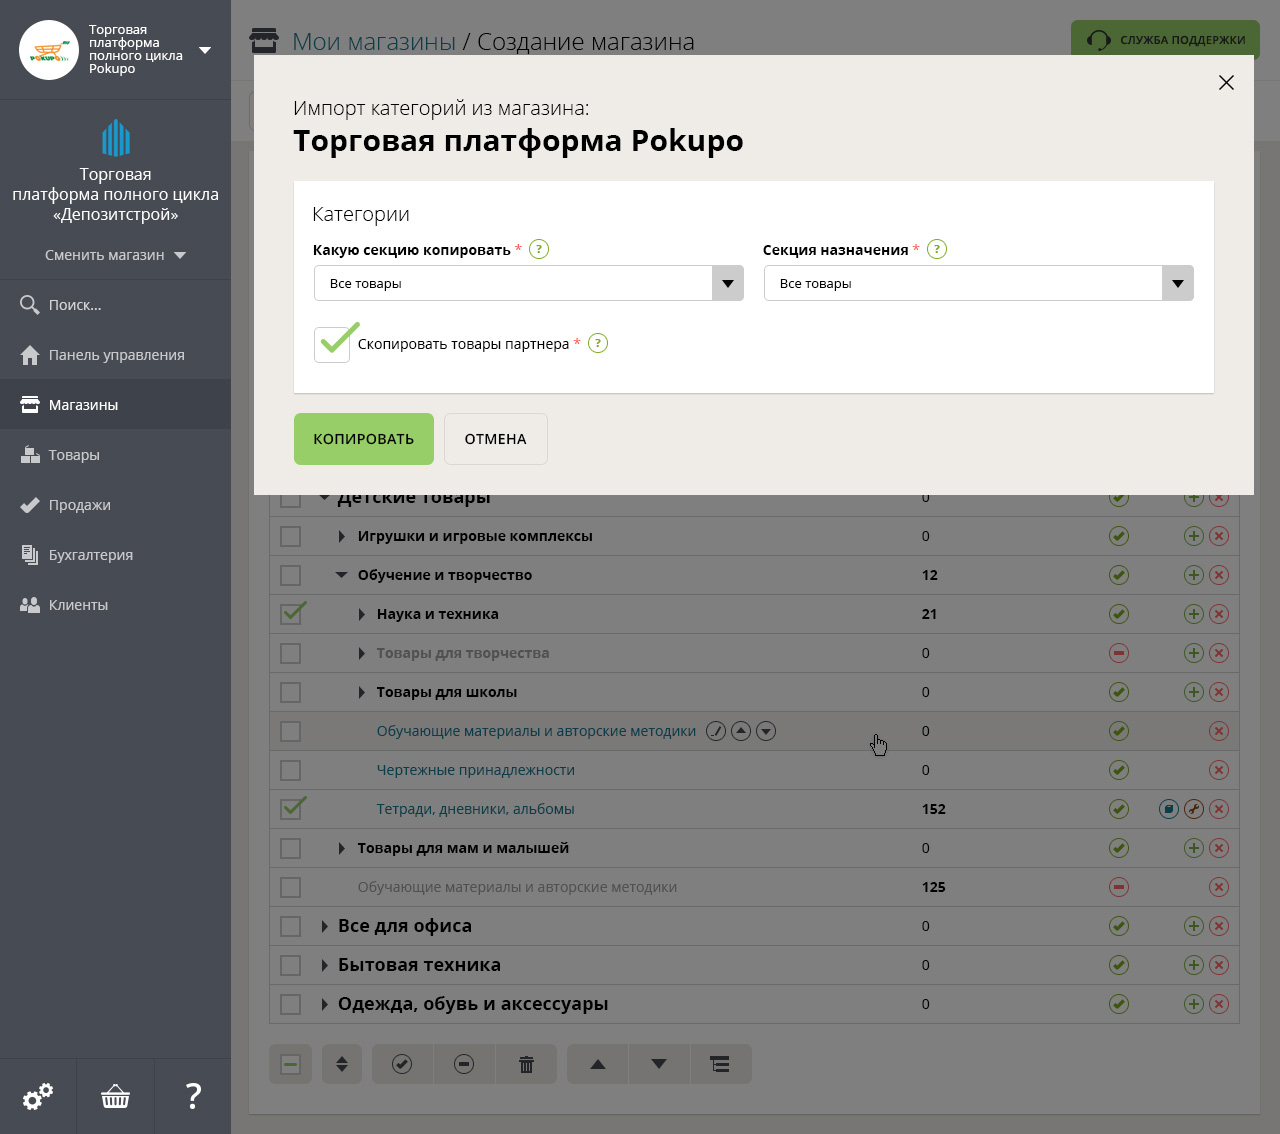 Торговая
платформа
полного цикла
Pokupo
POKUPO
Торговая
платформа полного цикла
«Депозитстрой»
Сменить магазин
Поиск...
Панель управления
Магазины
Товары
Продажи
Бухгалтерия
Клиенты
?
Мои магазины / Создание магазина
СЛУЖБА ПОДДЕРЖКИ
Импорт категорий из магазина:
Торговая платформа Pokupo
Категории
Какую секцию копировать * ?
Все товары
Секция назначения * ?
Все товары
Скопировать товары партнера * ?
КОПИРОВАТЬ
ОТМЕНА
Детские товары 0
Игрушки и игровые комплексы 0
Обучение и творчество 12
Наука и техника 21
Товары для творчества 0
Товары для школы 0
Обучающие материалы и авторские методики 0
Чертежные принадлежности 0
Тетради, дневники, альбомы 152
Товары для мам и малышей 0
Обучающие материалы и авторские методики 125
Все для офиса 0
Бытовая техника 0
Одежда, обувь и аксессуары 0